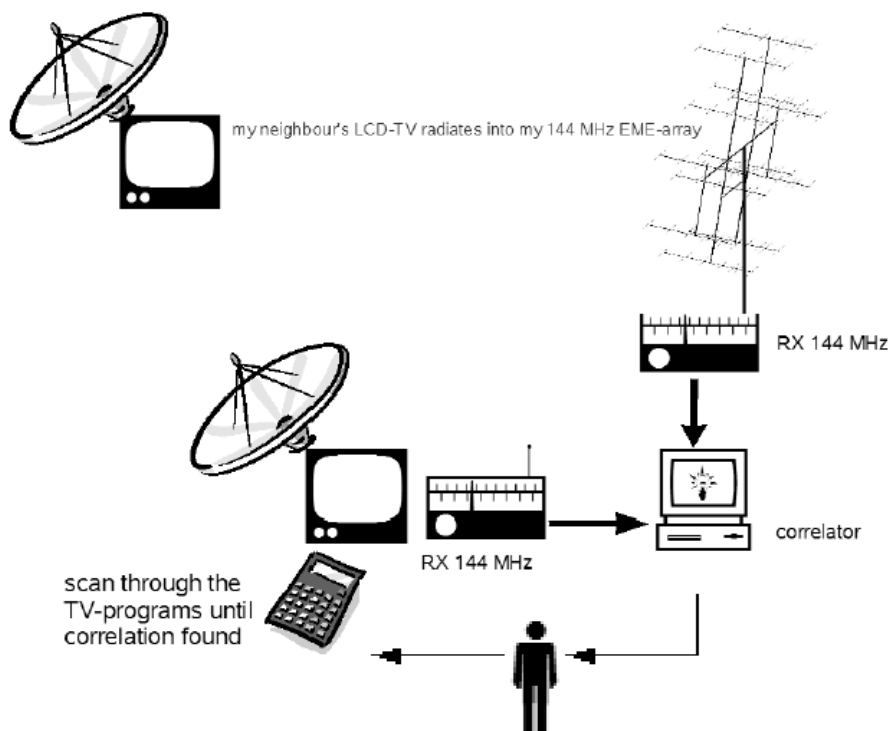 my neighbour's LCD-TV radiates into my 144 MHz EME-array
RX 144 MHz
RX 144 MHz
correlator
scan through the
TV-programs until
correlation found